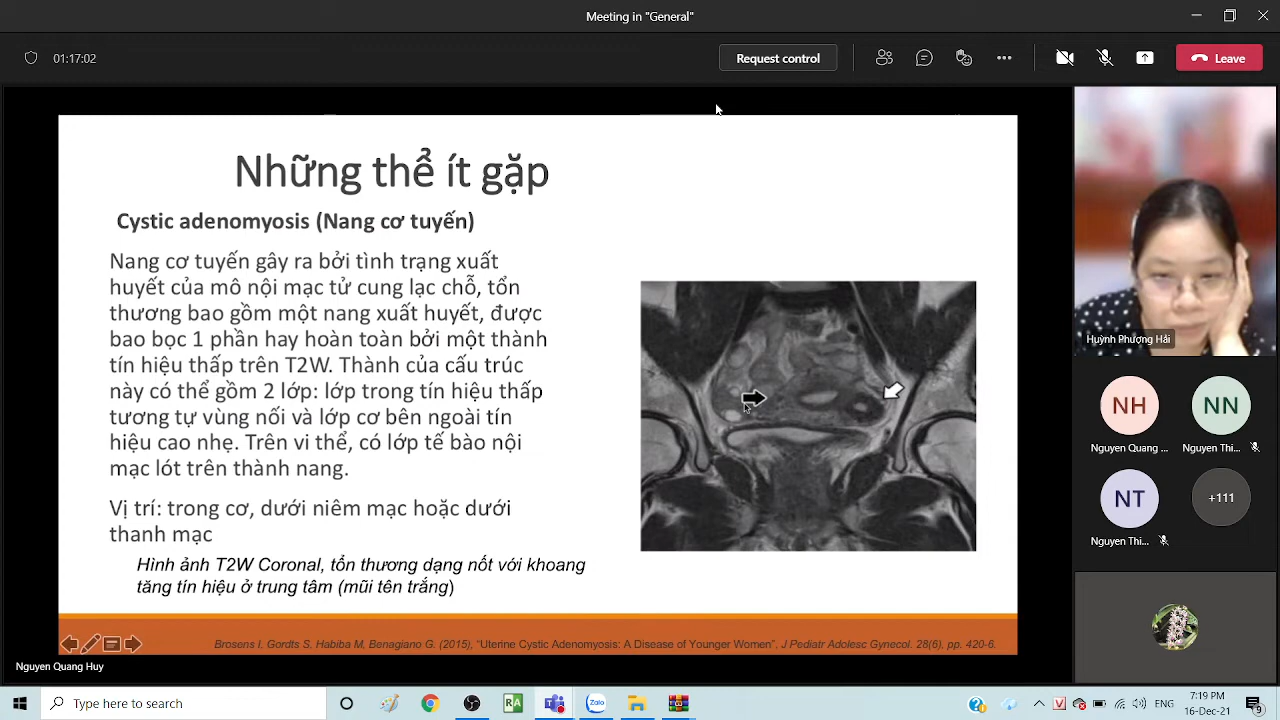 Meeting in "General"
01:17:02
Request control
Leave
Những thể ít gặp
Cystic adenomyosis (Nang cơ tuyến)
Nang cơ tuyến gây ra bởi tình trạng xuất
huyết của mô nội mạc tử cung lạc chỗ, tổn
thương bao gồm một nang xuất huyết, được
bao bọc 1 phần hay hoàn toàn bởi một thành
tín hiệu thấp trên T2W. Thành của cấu trúc
này có thể gồm 2 lớp: lớp trong tín hiệu thấp
tương tự vùng nối và lớp cơ bên ngoài tín
hiệu cao nhẹ. Trên vi thể, có lớp tế bào nội
mạc lót trên thành nang.
Vị trí: trong cơ, dưới niêm mạc hoặc dưới
thanh mạc
Hình ảnh T2W Coronal, tổn thương dạng nốt với khoang
tăng tín hiệu ở trung tâm (mũi tên trắng)
Brosens I. Gordts S, Habiba M, Benagiano G. (2015), "Uterine Cystic Adenomyosis: A Disease of Younger Women", J Pediatr Adolesc Gynecol. 28(6), pp. 420-6.
Nguyen Quang Huy
Huỳnh Phượng Hải
NH
NN
Nguyen Quang ...
Nguyen Thi...
NT
+111
Nguyen Thi...
Type here to search
RA
Zalo
V
ENG
7:19 PM
16-Dec-21
9